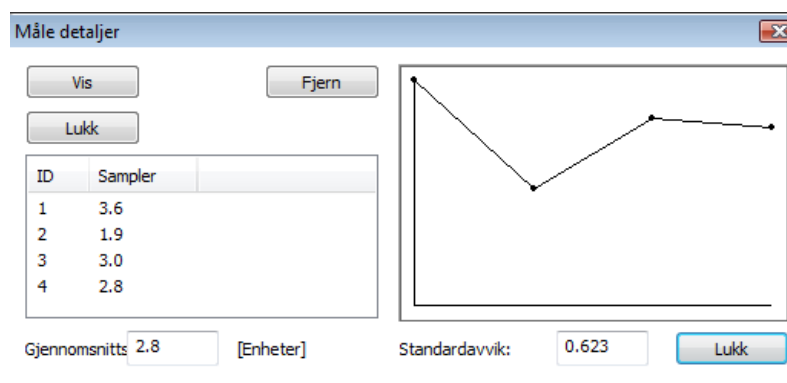 Måle detaljer
Vis Fjern
Lukk
ID Sampler
1 3.6
2 1.9
3 3.0
4 2.8
Gjennomsnitts 2.8 [Enheter] Standardavvik: 0.623 Lukk